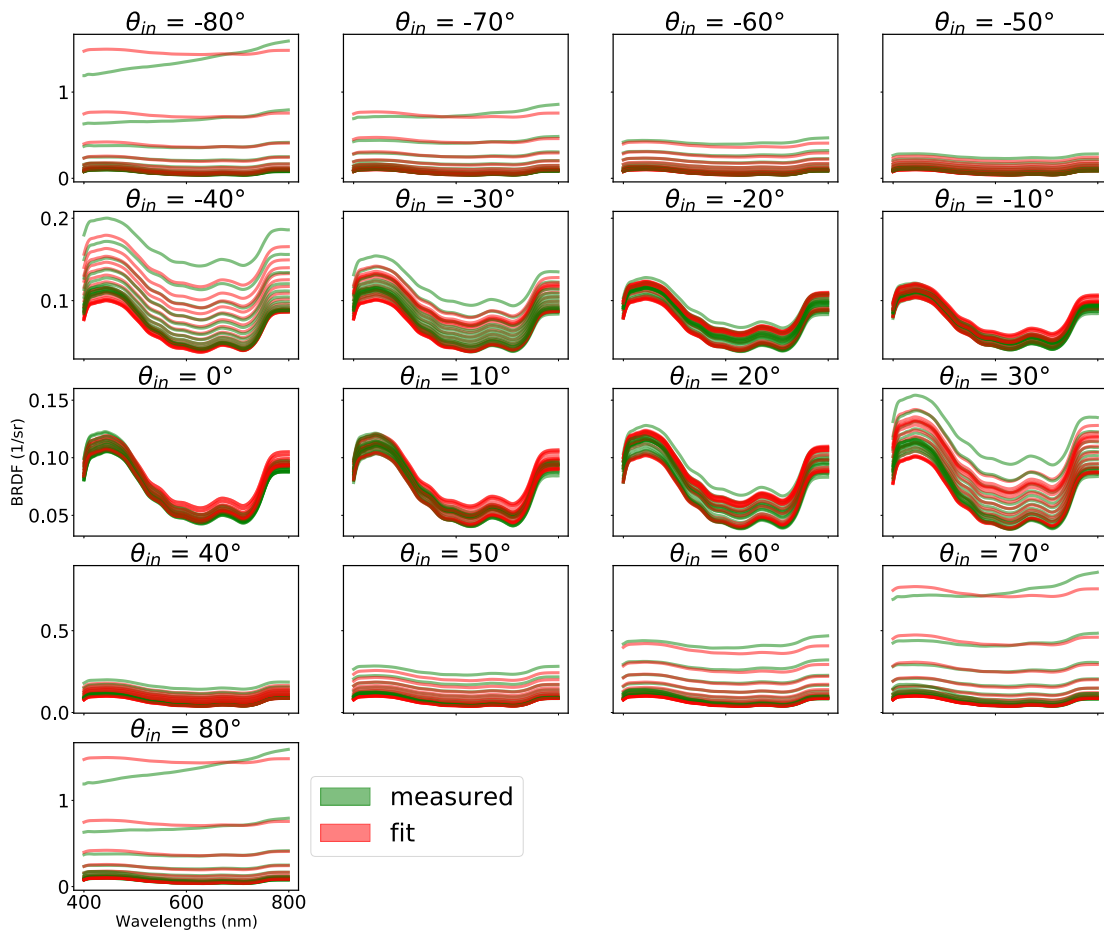 θin = -80° θin = -70° θin = -60° θin = -50°
1
0
θin = -40° θin = -30° θin = -20° θin = -10°
0.2
0.1
θin = 0° θin = 10° θin = 20° θin = 30°
0.15
0.10
0.05
BRDF (1/sr)
θin = 40° θin = 50° θin = 60° θin = 70°
0.5
0.0
θin = 80°
1
0
measured
fit
400 600 800
Wavelengths (nm)